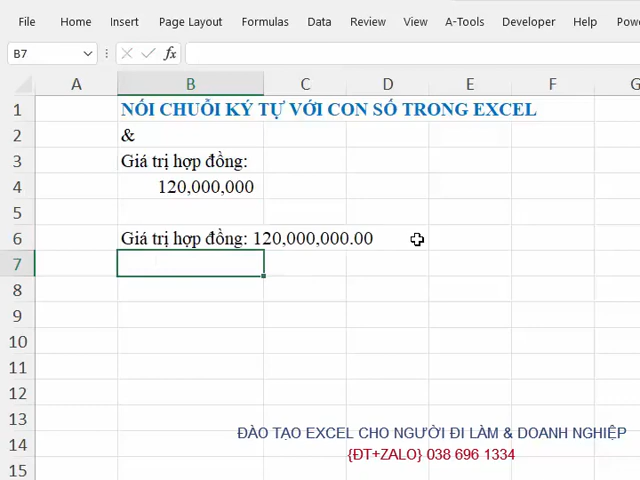 File Home Insert Page Layout Formulas Data Review View A-Tools Developer Help Powe
B7 fx
A B C D E F G
1 NỐI CHUỖI KÝ TỰ VỚI CON SỐ TRONG EXCEL
2 &
3 Giá trị hợp đồng:
4 120,000,000
5
6 Giá trị hợp đồng: 120,000,000.00
7
8
9
10
11
12
13
ĐÀO TẠO EXCEL CHO NGƯỜI ĐI LÀM & DOANH NGHIỆP
14
{ĐT+ZALO} 038 696 1334
15